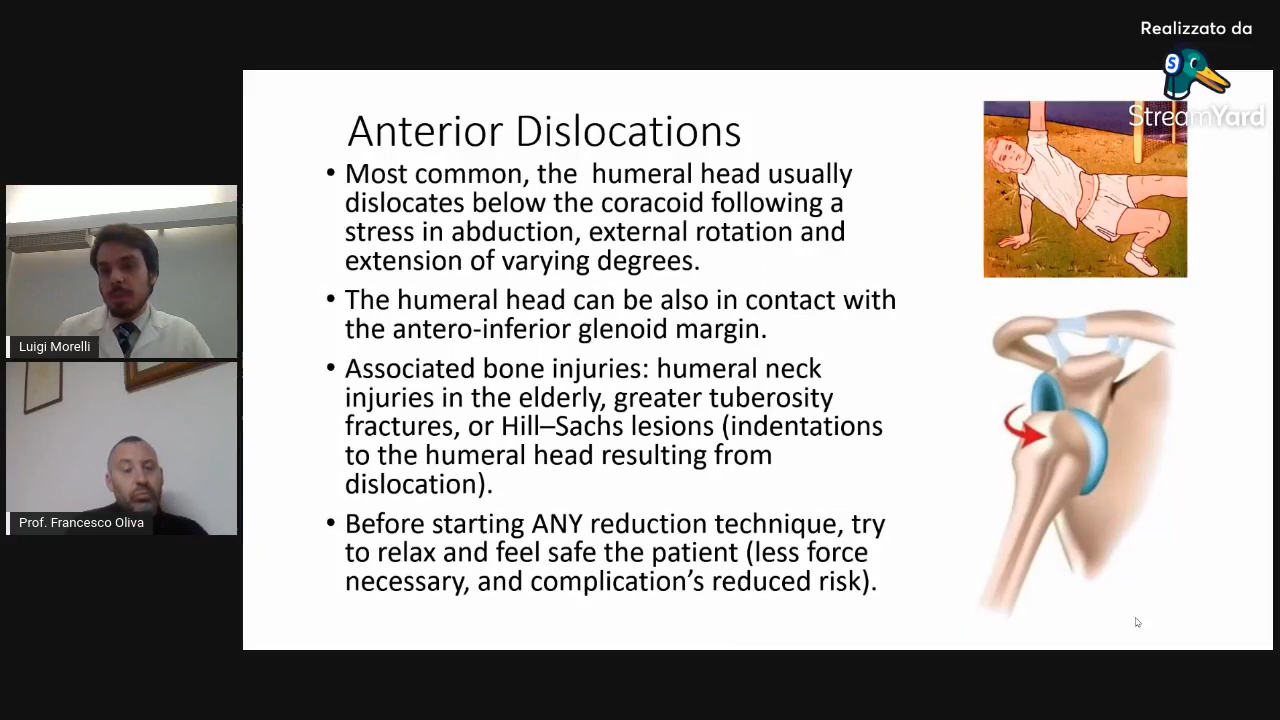 Realizzato da
StreamYard
Anterior Dislocations
• Most common, the  humeral head usually
dislocates below the coracoid following a
stress in abduction, external rotation and
extension of varying degrees.
• The humeral head can be also in contact with
the antero-inferior glenoid margin.
• Associated bone injuries: humeral neck
injuries in the elderly, greater tuberosity
fractures, or Hill–Sachs lesions (indentations
to the humeral head resulting from
dislocation).
• Before starting ANY reduction technique, try
to relax and feel safe the patient (less force
necessary, and complication’s reduced risk).
Luigi Morelli
Prof. Francesco Oliva